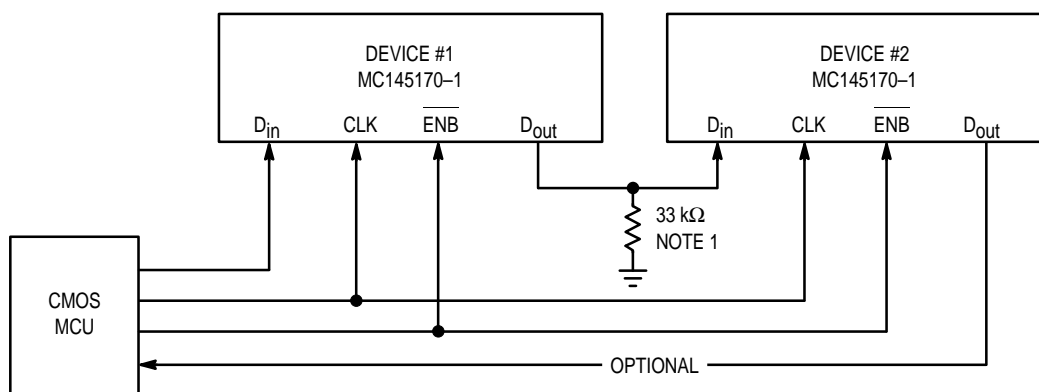 DEVICE #1
MC145170–1
Din CLK ENB Dout
DEVICE #2
MC145170–1
Din CLK ENB Dout
33 kΩ
NOTE 1
CMOS
MCU
OPTIONAL